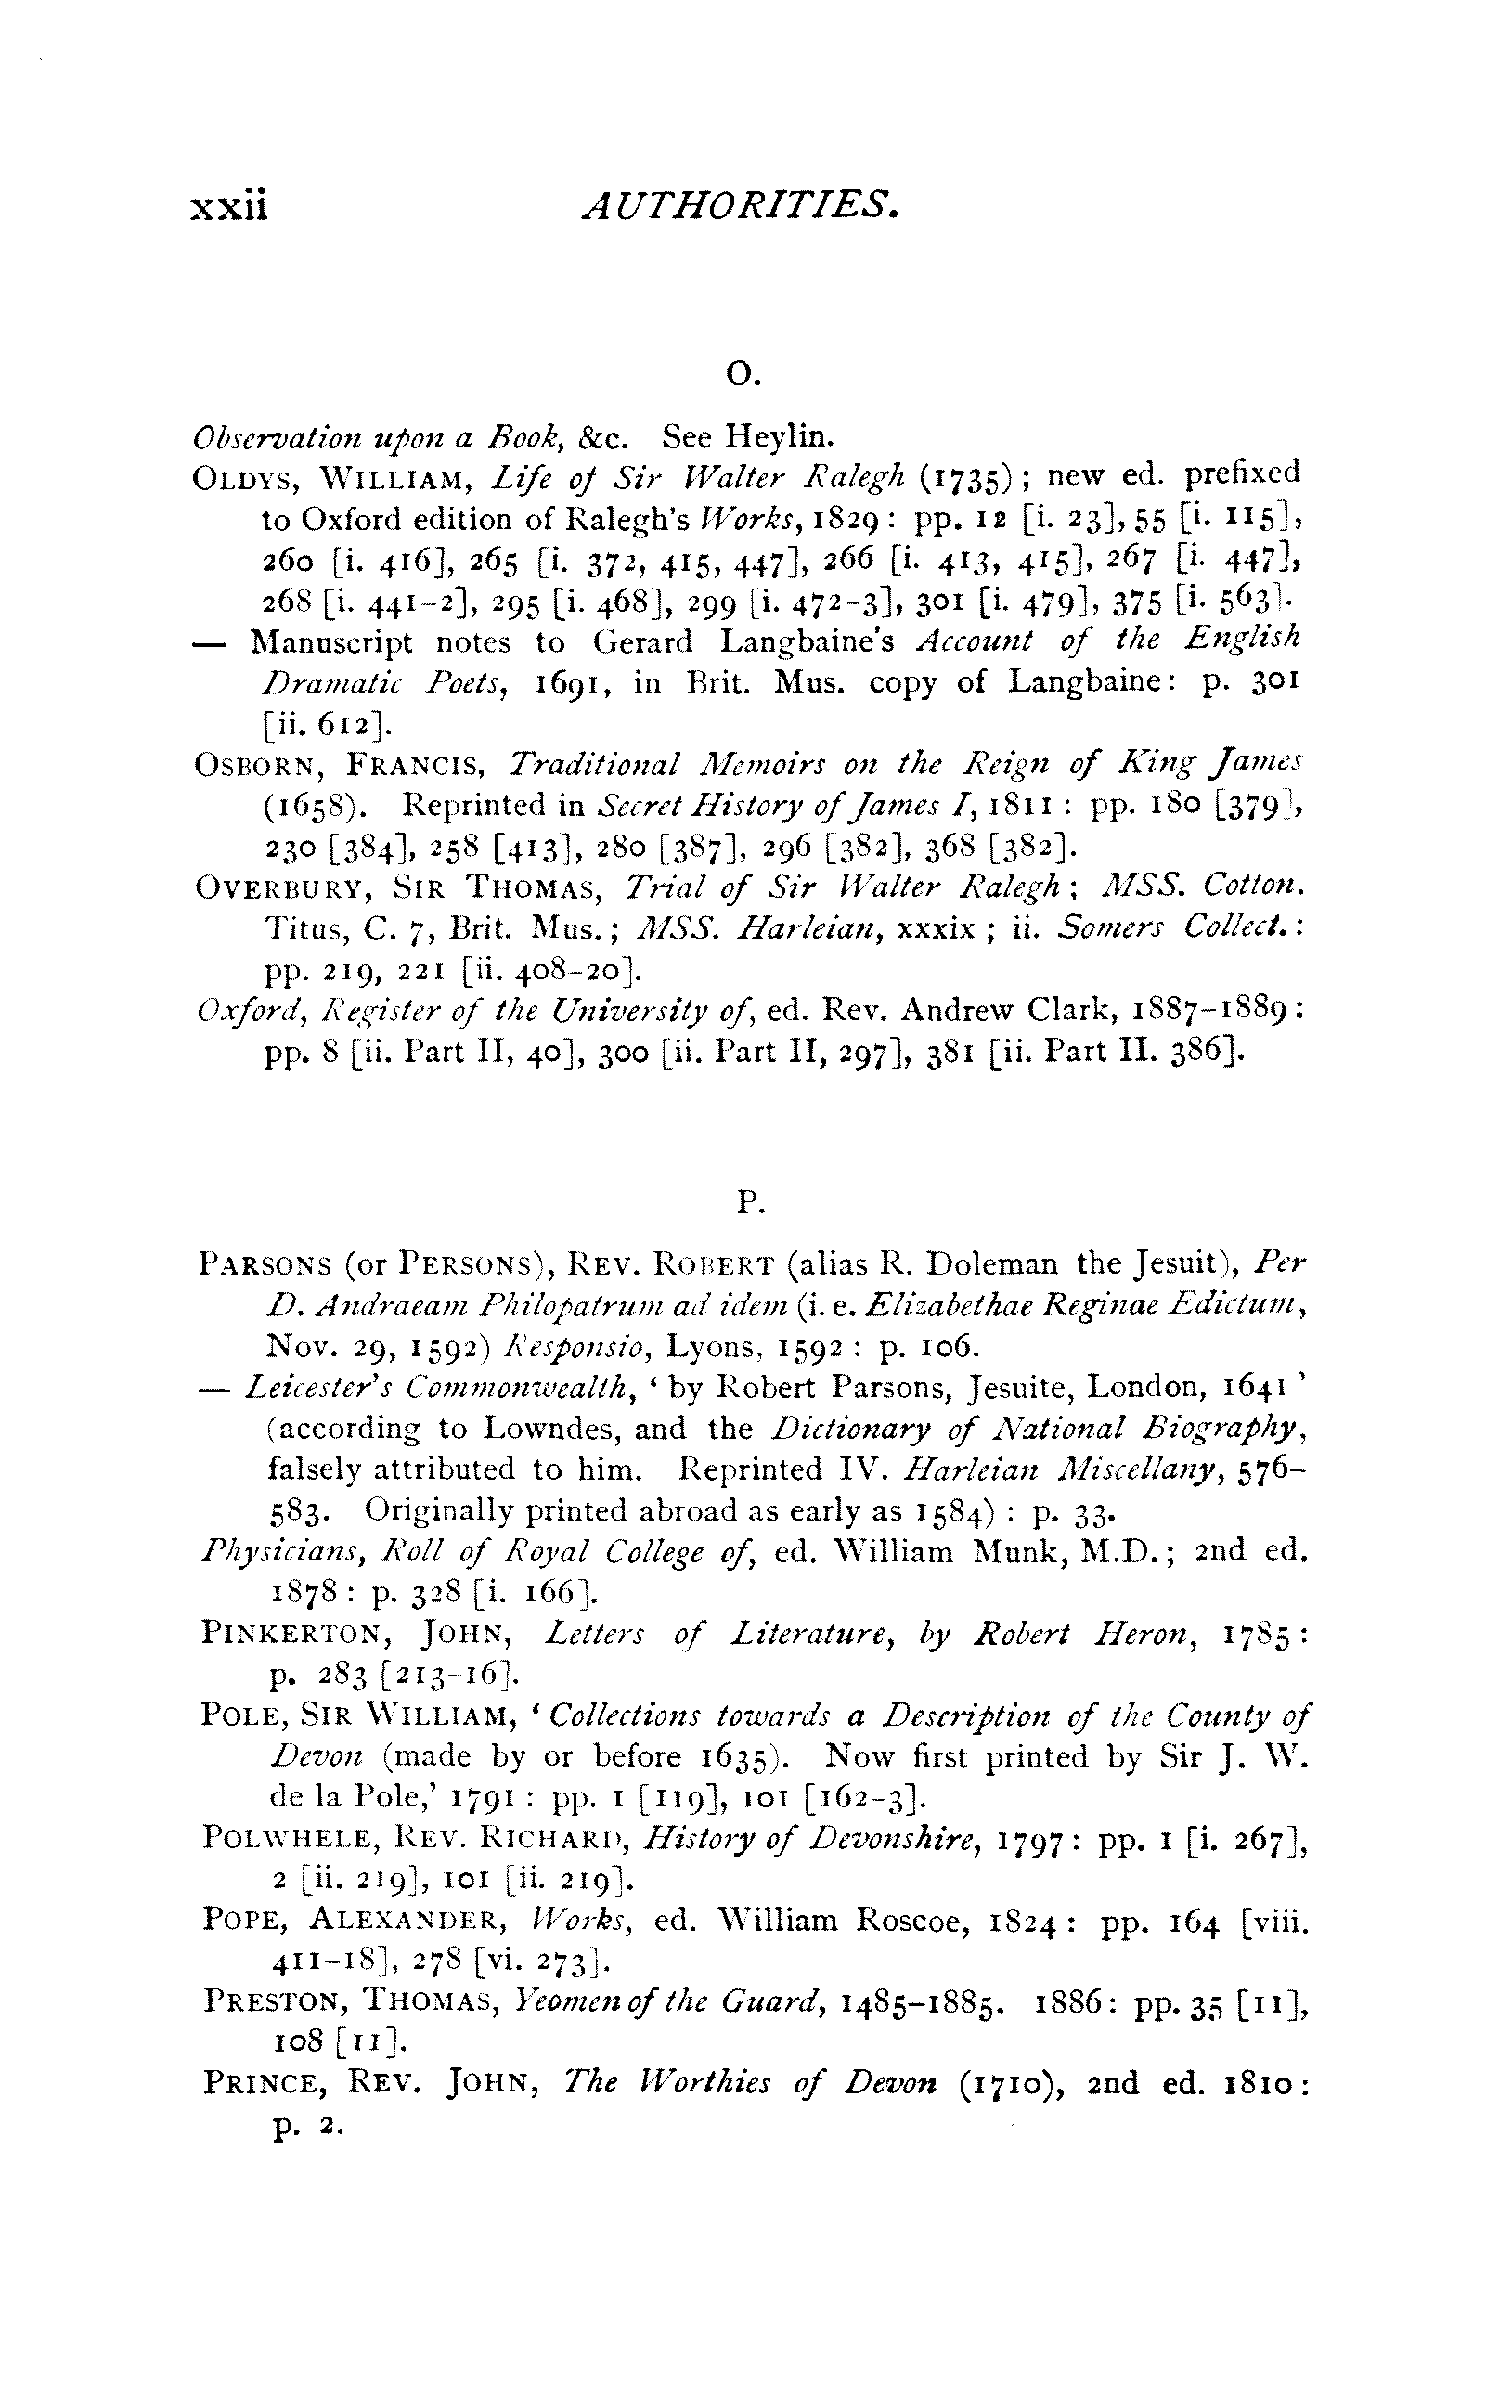 xxii AUTHORITIES.
O.
Observation upon a Book, &c. See Heylin.
OLDYS, WILLIAM, Life of Sir Walter Ralegh (1735); new ed. prefixed
to Oxford edition of Ralegh's Works, 1829: pp. 12 [i. 23], 55 [i. 115],
260 [i. 416], 265 [i. 372, 415, 447], 266 [i. 413, 415], 267 [i. 447],
268 [i. 441-2], 295 [i. 468], 299 [i. 472-3], 301 [i. 479], 375 [i. 563].
— Manuscript notes to Gerard Langbaine's Account of the English
Dramatic Poets, 1691, in Brit. Mus. copy of Langbaine: p. 301
[ii. 612].
OSBORN, FRANCIS, Traditional Memoirs on the Reign of King James
(1658). Reprinted in Secret History of James I, 1811: pp. 180 [379],
230 [384], 258 [413], 280 [387], 296 [382], 368 [382].
OVERBURY, SIR THOMAS, Trial of Sir Walter Ralegh; MSS. Cotton.
Titus, C. 7, Brit. Mus.; MSS. Harleian, xxxix; ii. Somers Collect.:
pp. 219, 221 [ii. 408-20].
Oxford, Register of the University of, ed. Rev. Andrew Clark, 1887-1889:
pp. 8 [ii. Part II, 40], 300 [ii. Part II, 297], 381 [ii. Part II. 386].
P.
PARSONS (or PERSONS), REV. ROBERT (alias R. Doleman the Jesuit), Per
D. Andraeam Philopatrum ad idem (i. e. Elizabethae Reginae Edictum,
Nov. 29, 1592) Responsio, Lyons, 1592: p. 106.
— Leicester's Commonwealth, ‘by Robert Parsons, Jesuite, London, 1641’
(according to Lowndes, and the Dictionary of National Biography,
falsely attributed to him. Reprinted IV. Harleian Miscellany, 576-
583. Originally printed abroad as early as 1584): p. 33.
Physicians, Roll of Royal College of, ed. William Munk, M.D.; 2nd ed.
1878: p. 328 [i. 166].
PINKERTON, JOHN, Letters of Literature, by Robert Heron, 1785:
p. 283 [213-16].
POLE, SIR WILLIAM, ‘Collections towards a Description of the County of
Devon (made by or before 1635). Now first printed by Sir J. W.
de la Pole,’ 1791: pp. 1 [119], 101 [162-3].
POLWHELE, REV. RICHARD, History of Devonshire, 1797: pp. 1 [i. 267],
2 [ii. 219], 101 [ii. 219].
POPE, ALEXANDER, Works, ed. William Roscoe, 1824: pp. 164 [viii.
411-18], 278 [vi. 273].
PRESTON, THOMAS, Yeomen of the Guard, 1485-1885. 1886: pp. 35 [11],
108 [11].
PRINCE, REV. JOHN, The Worthies of Devon (1710), 2nd ed. 1810:
p. 2.